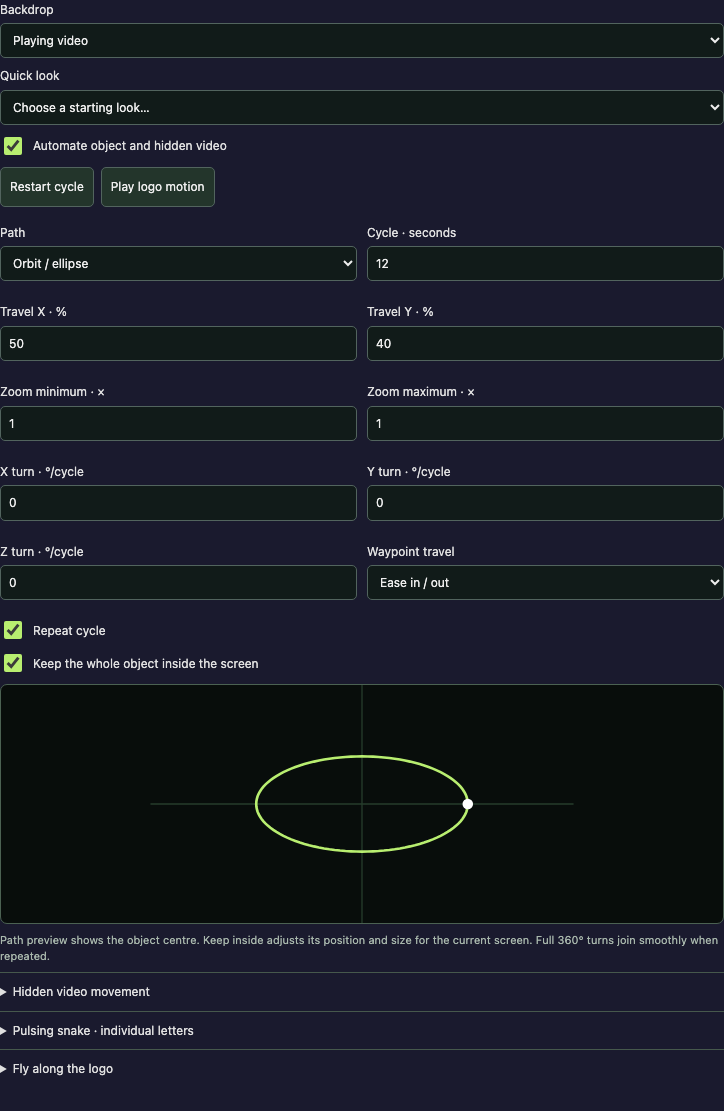 Backdrop
Playing video
Quick look
Choose a starting look...
Automate object and hidden video
Restart cycle
Play logo motion
Path
Cycle · seconds
Orbit / ellipse
12
Travel X · %
Travel Y · %
50
40
Zoom minimum · ×
Zoom maximum · ×
1
1
X turn · °/cycle
Y turn · °/cycle
0
0
Z turn · °/cycle
Waypoint travel
0
Ease in / out
Repeat cycle
Keep the whole object inside the screen
Path preview shows the object centre. Keep inside adjusts its position and size for the current screen. Full 360° turns join smoothly when
repeated.
Hidden video movement
Pulsing snake · individual letters
Fly along the logo